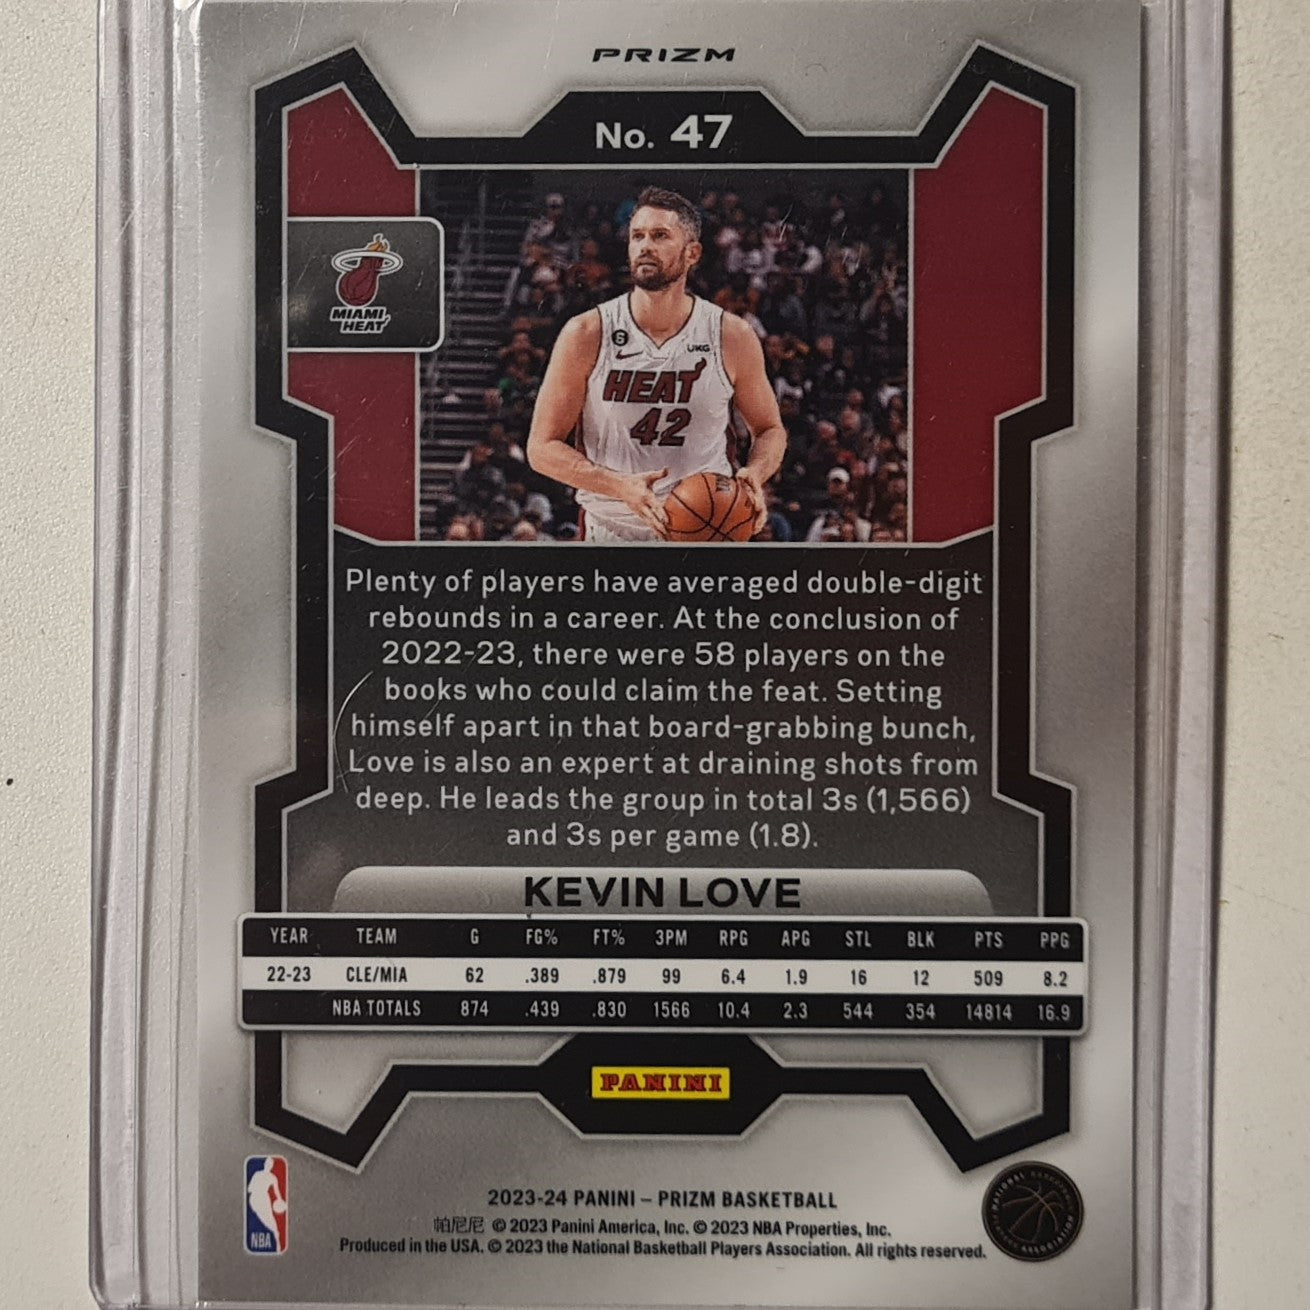 PRIZM
No. 47
MIAMI
HEAT
6
UKG
HEAT
42
Plenty of players have averaged double-digit
rebounds in a career. At the conclusion of
2022-23, there were 58 players on the
books who could claim the feat. Setting
himself apart in that board-grabbing bunch,
Love is also an expert at draining shots from
deep. He leads the group in total 3s (1,566)
and 3s per game (1.8).
KEVIN LOVE
YEAR TEAM G FG% FT% 3PM RPG APG STL BLK PTS PPG
22-23 CLE/MIA 62 .389 .879 99 6.4 1.9 16 12 509 8.2
NBA TOTALS 874 .439 .830 1566 10.4 2.3 544 354 14814 16.9
PANINI
NBA
2023-24 PANINI – PRIZM BASKETBALL
帕尼尼 © 2023 Panini America, Inc. © 2023 NBA Properties, Inc.
Produced in the USA. © 2023 the National Basketball Players Association. All rights reserved.
NATIONAL BASKETBALL
PLAYERS ASSOCIATION